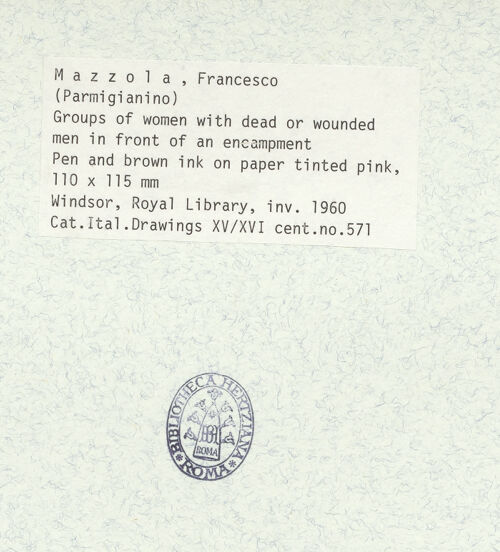 M a z z o l a , Francesco
(Parmigianino)
Groups of women with dead or wounded
men in front of an encampment
Pen and brown ink on paper tinted pink,
110 x 115 mm
Windsor, Royal Library, inv. 1960
Cat.Ital.Drawings XV/XVI cent.no.571
BIBLIOTHECA HERTZIANA
ROMA
* ROMA *